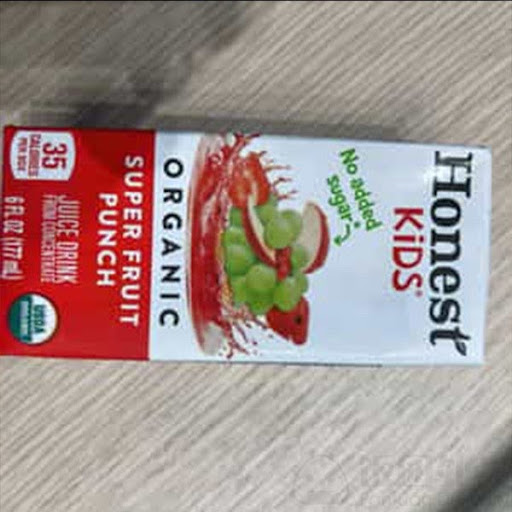 Honest
KiDS®
No
added
sugar*
ORGANIC
SUPER FRUIT
PUNCH
JUICE DRINK
FROM CONCENTRATE
6 FL OZ (177 mL)
35
CALORIES
PER BOX
USDA
ORGANIC